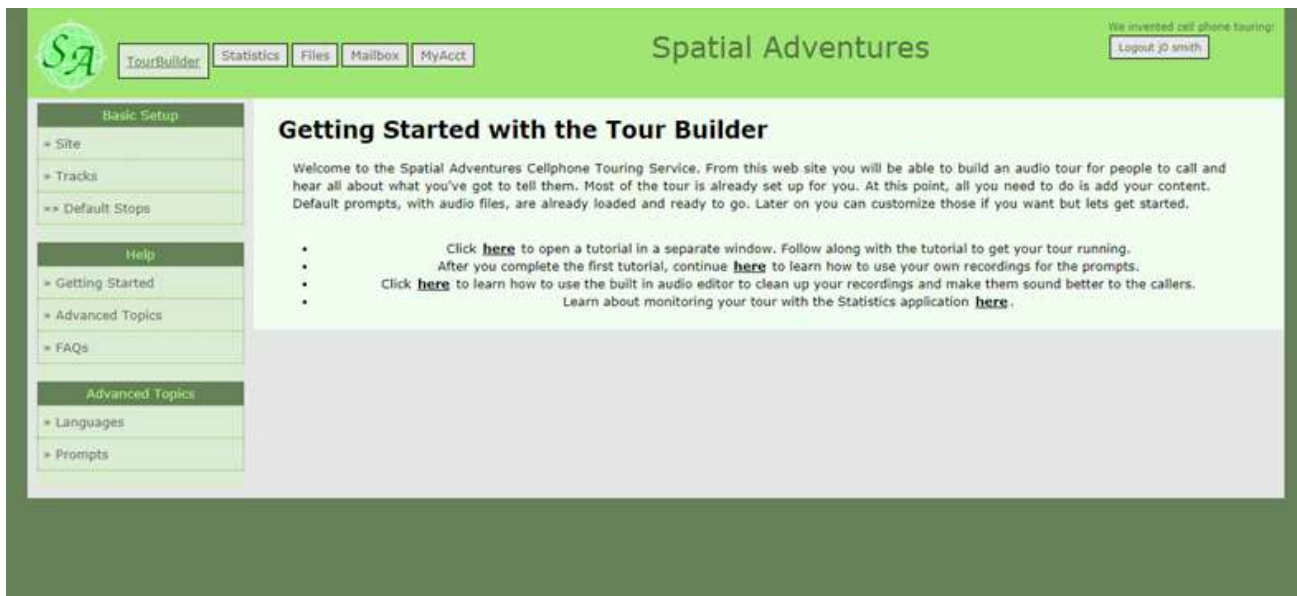 We invented cell phone touring!
SA
TourBuilder Statistics Files Mailbox MyAcct
Spatial Adventures
Logout j0 smith
Basic Setup
» Site
» Tracks
»» Default Stops
Help
» Getting Started
» Advanced Topics
» FAQs
Advanced Topics
» Languages
» Prompts
Getting Started with the Tour Builder
Welcome to the Spatial Adventures Cellphone Touring Service. From this web site you will be able to build an audio tour for people to call and
hear all about what you've got to tell them. Most of the tour is already set up for you. At this point, all you need to do is add your content.
Default prompts, with audio files, are already loaded and ready to go. Later on you can customize those if you want but lets get started.
• Click here to open a tutorial in a separate window. Follow along with the tutorial to get your tour running.
• After you complete the first tutorial, continue here to learn how to use your own recordings for the prompts.
• Click here to learn how to use the built in audio editor to clean up your recordings and make them sound better to the callers.
• Learn about monitoring your tour with the Statistics application here.